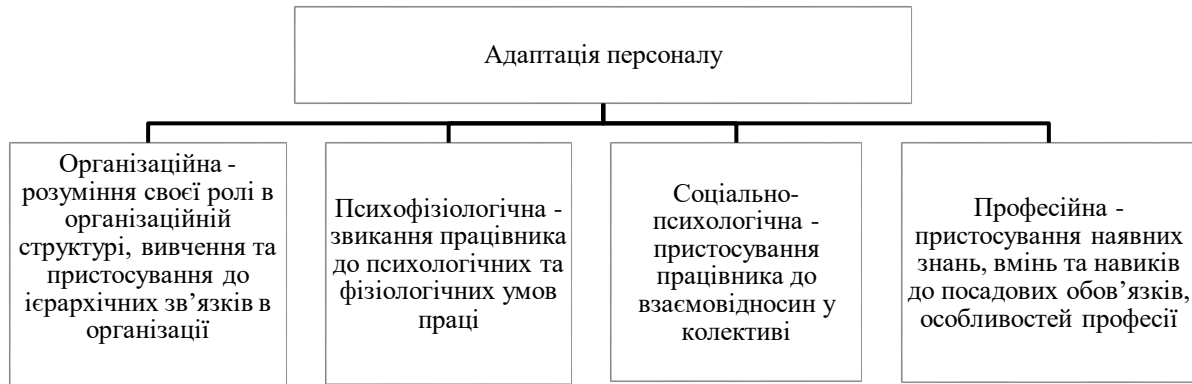 Адаптація персоналу
Організаційна -
розуміння своєї ролі в
організаційній
структурі, вивчення та
пристосування до
ієрархічних зв’язків в
організації
Психофізіологічна -
звикання працівника
до психологічних та
фізіологічних умов
праці
Соціально-
психологічна -
пристосування
працівника до
взаємовідносин у
колективі
Професійна -
пристосування наявних
знань, вмінь та навиків
до посадових обов’язків,
особливостей професії